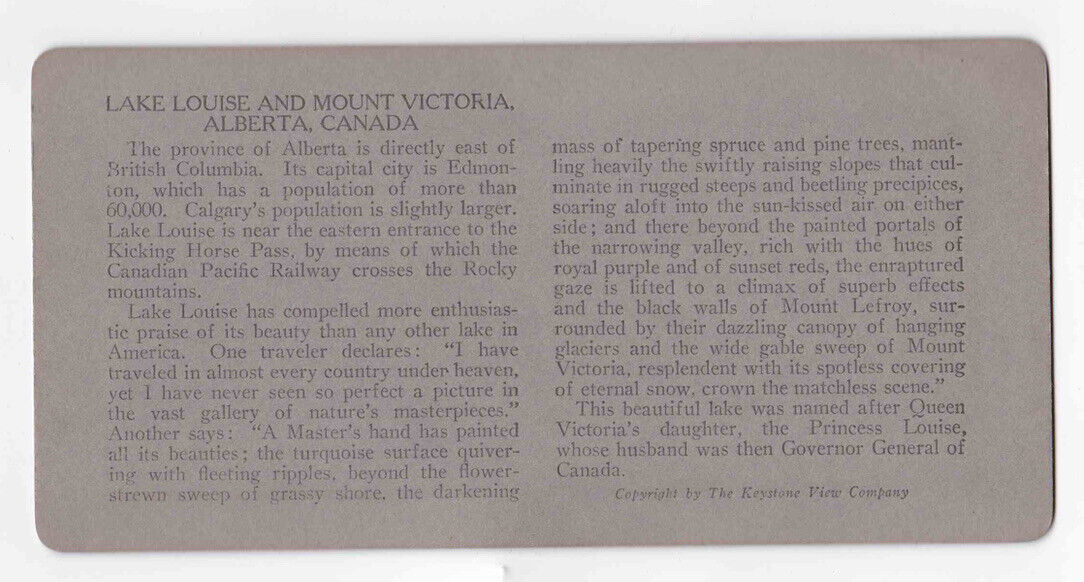 LAKE LOUISE AND MOUNT VICTORIA,
ALBERTA, CANADA
The province of Alberta is directly east of
British Columbia. Its capital city is Edmon-
ton, which has a population of more than
60,000. Calgary's population is slightly larger.
Lake Louise is near the eastern entrance to the
Kicking Horse Pass, by means of which the
Canadian Pacific Railway crosses the Rocky
mountains.
Lake Louise has compelled more enthusias-
tic praise of its beauty than any other lake in
America. One traveler declares: "I have
traveled in almost every country under heaven,
yet I have never seen so perfect a picture in
the vast gallery of nature's masterpieces."
Another says: "A Master's hand has painted
all its beauties; the turquoise surface quiver-
ing with fleeting ripples, beyond the flower-
strewn sweep of grassy shore, the darkening
mass of tapering spruce and pine trees, mant-
ling heavily the swiftly raising slopes that cul-
minate in rugged steeps and beetling precipices,
soaring aloft into the sun-kissed air on either
side; and there beyond the painted portals of
the narrowing valley, rich with the hues of
royal purple and of sunset reds, the enraptured
gaze is lifted to a climax of superb effects
and the black walls of Mount Lefroy, sur-
rounded by their dazzling canopy of hanging
glaciers and the wide gable sweep of Mount
Victoria, resplendent with its spotless covering
of eternal snow, crown the matchless scene."
This beautiful lake was named after Queen
Victoria's daughter, the Princess Louise,
whose husband was then Governor General of
Canada.
Copyright by The Keystone View Company